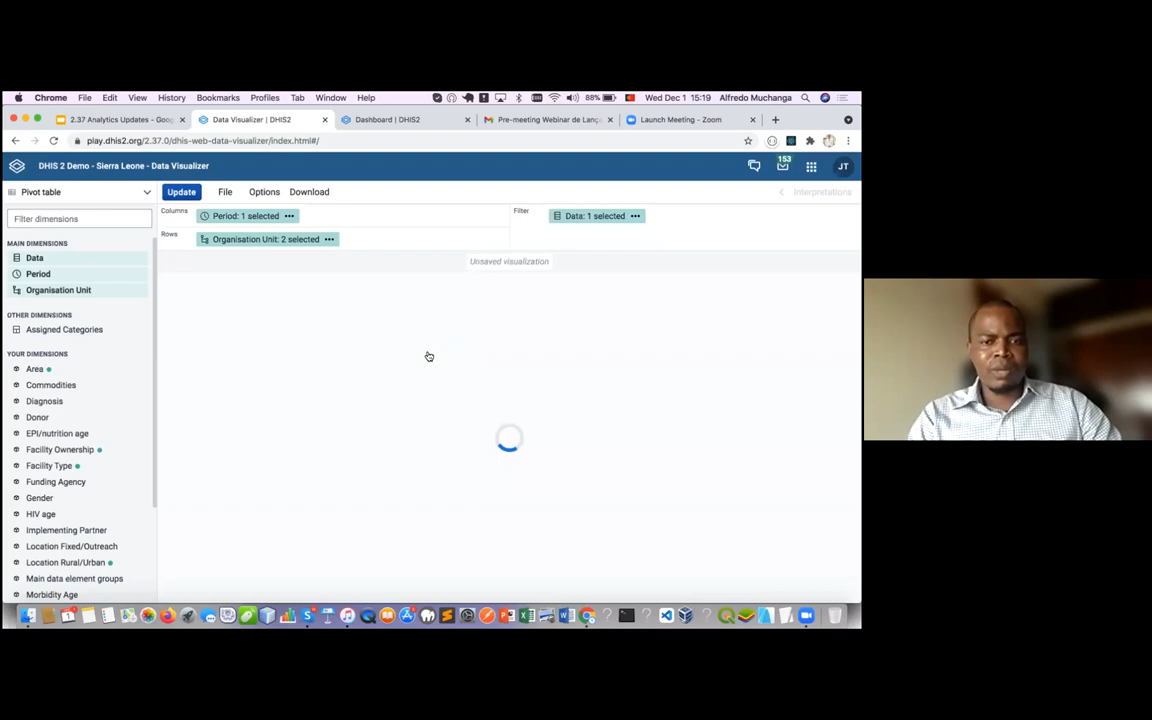 Chrome File Edit View History Bookmarks Profiles Tab Window Help 88% Wed Dec 1 15:19 Alfredo Muchanga
2.37 Analytics Updates - Goog Data Visualizer | DHIS2 Dashboard | DHIS2 Pre-meeting Webinar de Lanç Launch Meeting - Zoom
play.dhis2.org/2.37.0/dhis-web-data-visualizer/index.html#/
DHIS 2 Demo - Sierra Leone - Data Visualizer 153 JT
Pivot table Update File Options Download Interpretations
Filter dimensions
Columns Period: 1 selected Filter Data: 1 selected
Rows Organisation Unit: 2 selected
Unsaved visualization
MAIN DIMENSIONS
Data
Period
Organisation Unit
OTHER DIMENSIONS
Assigned Categories
YOUR DIMENSIONS
Area
Commodities
Diagnosis
Donor
EPI/nutrition age
Facility Ownership
Facility Type
Funding Agency
Gender
HIV age
Implementing Partner
Location Fixed/Outreach
Location Rural/Urban
Main data element groups
Morbidity Age